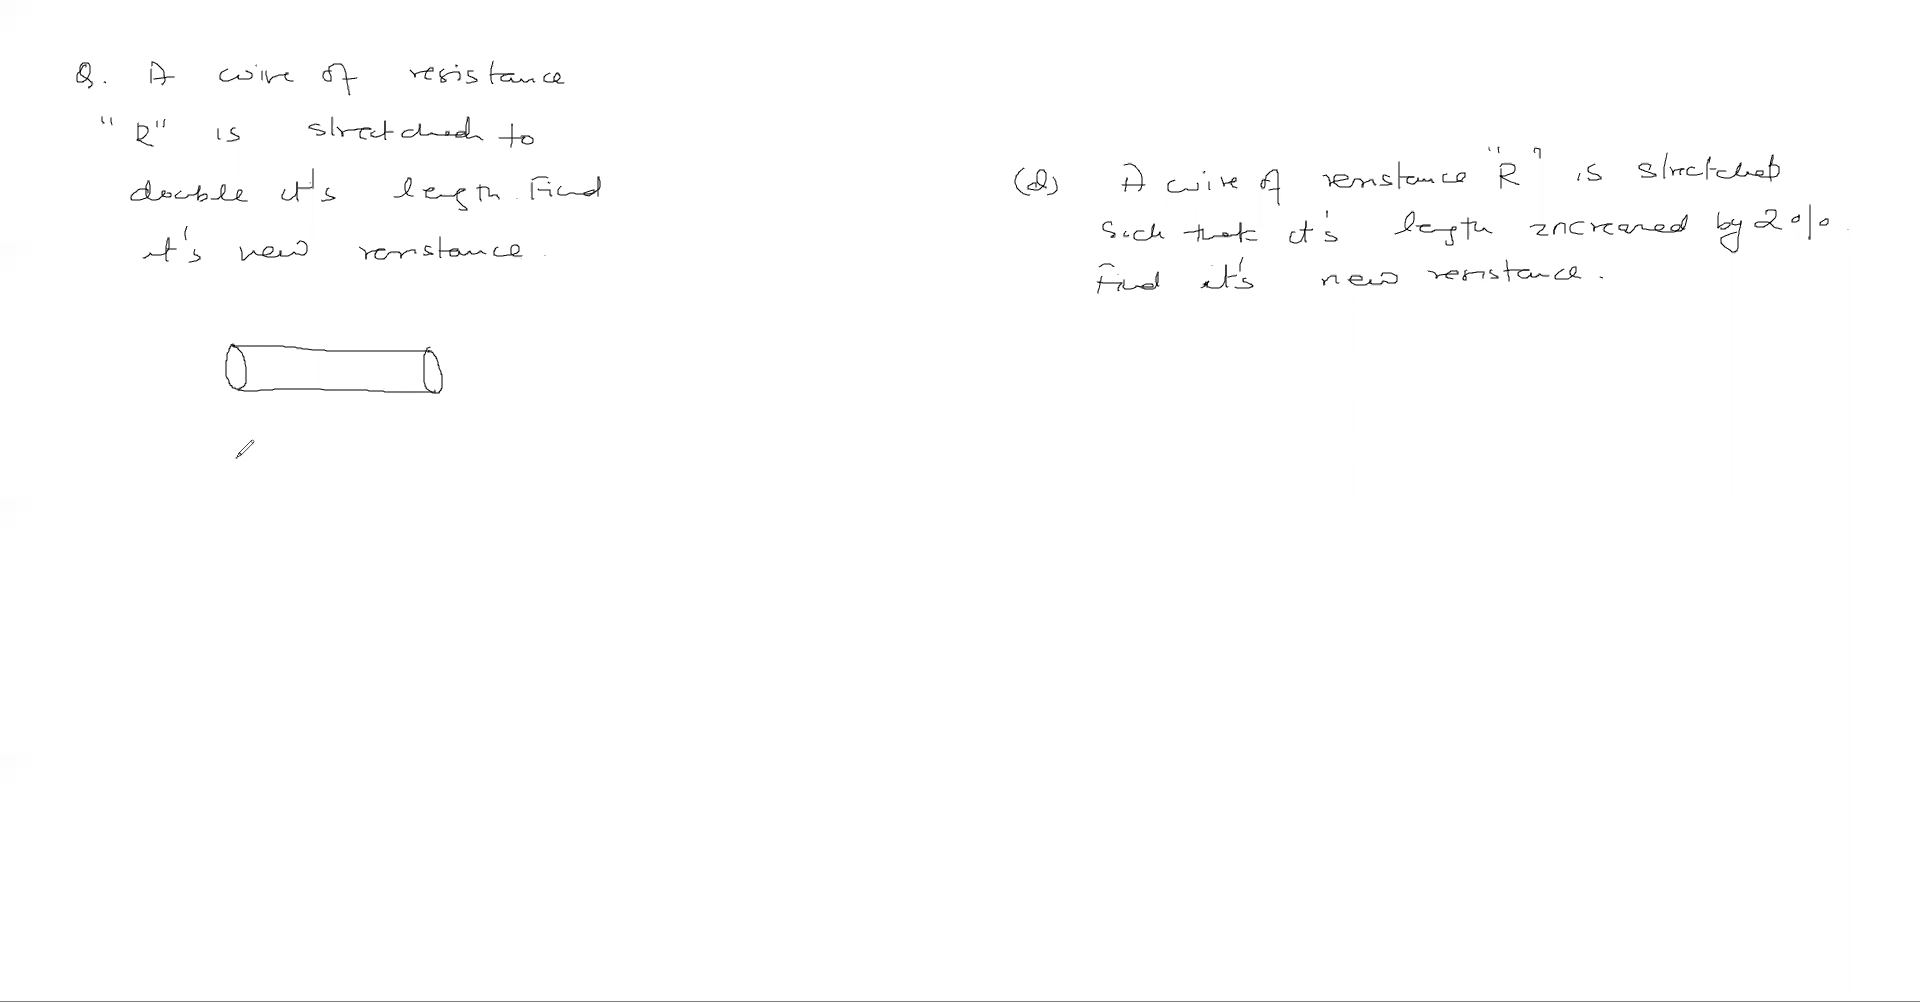 Q. A wire of resistance
"R" is stretched to
double it's length. Find
it's new resistance.
(Q) A wire of resistance "R" is stretched
such that it's length increased by 2%.
Find it's new resistance.